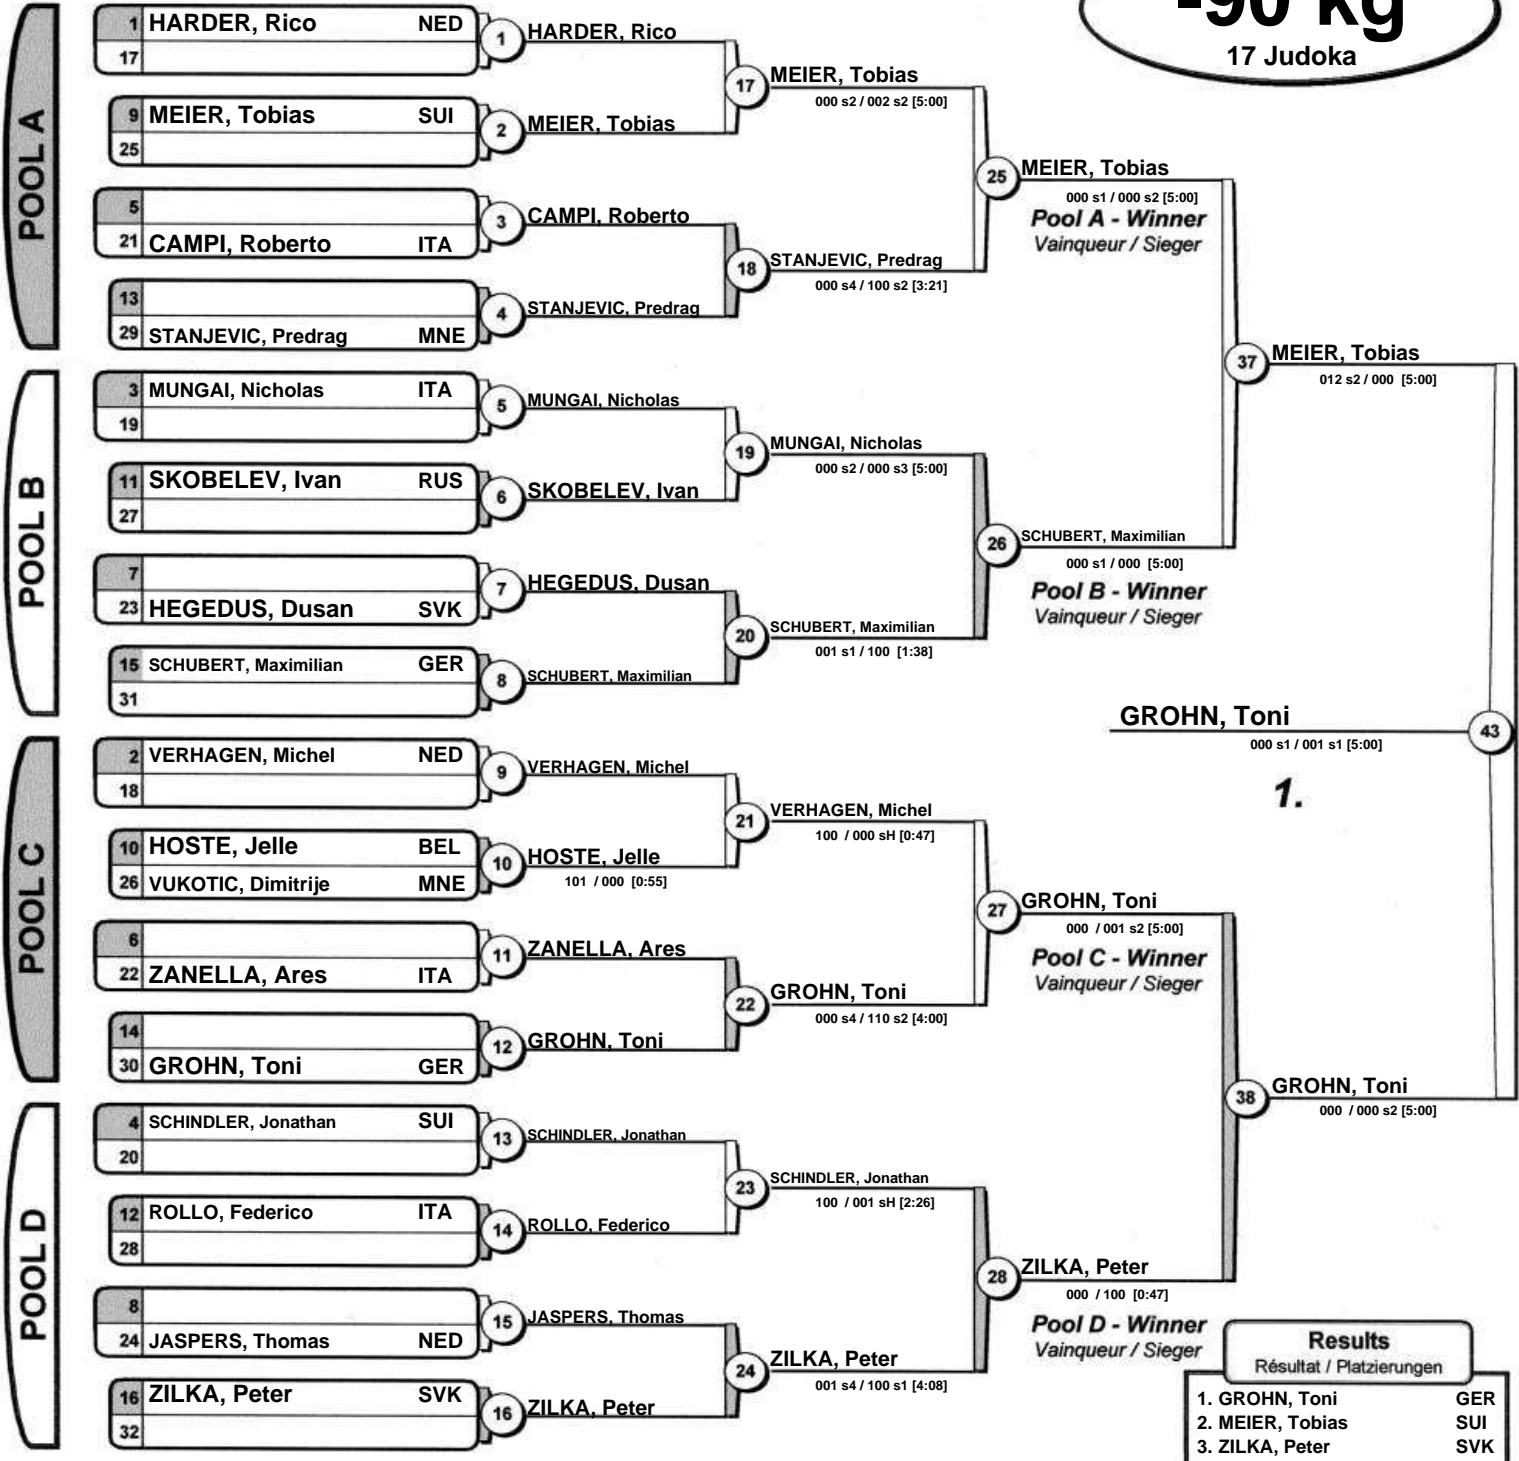 -90 kg
17 Judoka
POOL A
1 HARDER, Rico NED
17
1 HARDER, Rico
9 MEIER, Tobias SUI
25
2 MEIER, Tobias
17 MEIER, Tobias
000 s2 / 002 s2 [5:00]
5
21 CAMPI, Roberto ITA
3 CAMPI, Roberto
13
29 STANJEVIC, Predrag MNE
4 STANJEVIC, Predrag
18 STANJEVIC, Predrag
000 s4 / 100 s2 [3:21]
25 MEIER, Tobias
000 s1 / 000 s2 [5:00]
Pool A - Winner
Vainqueur / Sieger
POOL B
3 MUNGAI, Nicholas ITA
19
5 MUNGAI, Nicholas
11 SKOBELEV, Ivan RUS
27
6 SKOBELEV, Ivan
19 MUNGAI, Nicholas
000 s2 / 000 s3 [5:00]
7
23 HEGEDUS, Dusan SVK
7 HEGEDUS, Dusan
15 SCHUBERT, Maximilian GER
31
8 SCHUBERT, Maximilian
20 SCHUBERT, Maximilian
001 s1 / 100 [1:38]
26 SCHUBERT, Maximilian
000 s1 / 000 [5:00]
Pool B - Winner
Vainqueur / Sieger
37 MEIER, Tobias
012 s2 / 000 [5:00]
GROHN, Toni 43
000 s1 / 001 s1 [5:00]
1.
POOL C
2 VERHAGEN, Michel NED
18
9 VERHAGEN, Michel
10 HOSTE, Jelle BEL
26 VUKOTIC, Dimitrije MNE
10 HOSTE, Jelle
101 / 000 [0:55]
21 VERHAGEN, Michel
100 / 000 sH [0:47]
6
22 ZANELLA, Ares ITA
11 ZANELLA, Ares
14
30 GROHN, Toni GER
12 GROHN, Toni
22 GROHN, Toni
000 s4 / 110 s2 [4:00]
27 GROHN, Toni
000 / 001 s2 [5:00]
Pool C - Winner
Vainqueur / Sieger
38 GROHN, Toni
000 / 000 s2 [5:00]
POOL D
4 SCHINDLER, Jonathan SUI
20
13 SCHINDLER, Jonathan
12 ROLLO, Federico ITA
28
14 ROLLO, Federico
23 SCHINDLER, Jonathan
100 / 001 sH [2:26]
8
24 JASPERS, Thomas NED
15 JASPERS, Thomas
16 ZILKA, Peter SVK
32
16 ZILKA, Peter
24 ZILKA, Peter
001 s4 / 100 s1 [4:08]
28 ZILKA, Peter
000 / 100 [0:47]
Pool D - Winner
Vainqueur / Sieger
Results
Résultat / Platzierungen
1. GROHN, Toni GER
2. MEIER, Tobias SUI
3. ZILKA, Peter SVK